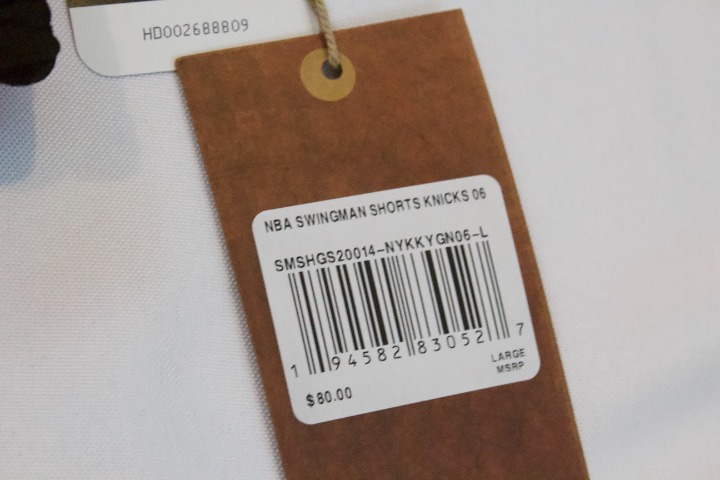 HD002688809
NBA SWINGMAN SHORTS KNICKS 06
SMSHGS20014-NYKKYGN06-L
1 94582 83052 7
LARGE
$80.00 MSRP